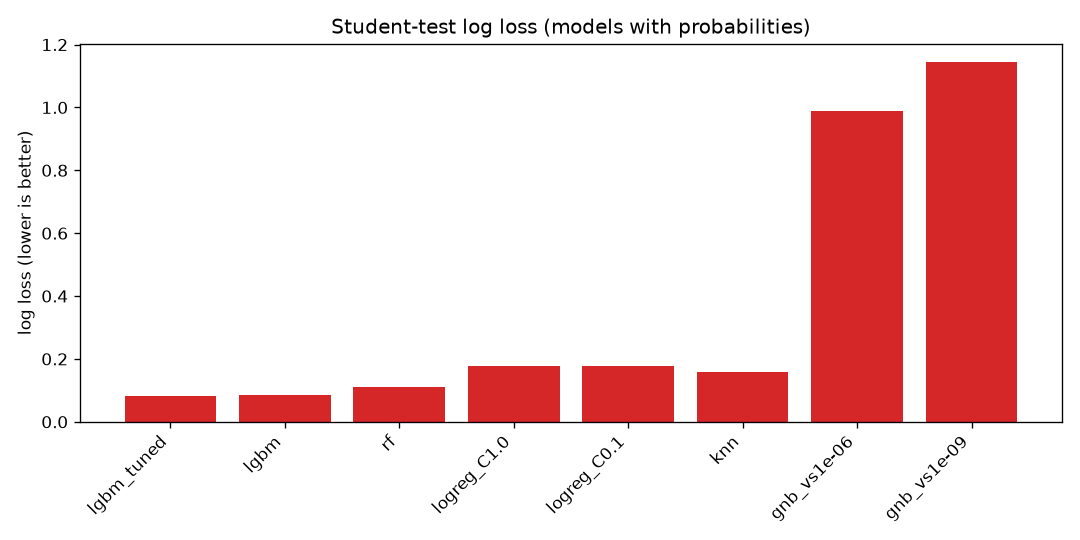 Student-test log loss (models with probabilities)
log loss (lower is better)
1.2
1.0
0.8
0.6
0.4
0.2
0.0
lgbm_tuned
lgbm
rf
logreg_C1.0
logreg_C0.1
knn
gnb_vs1e-06
gnb_vs1e-09